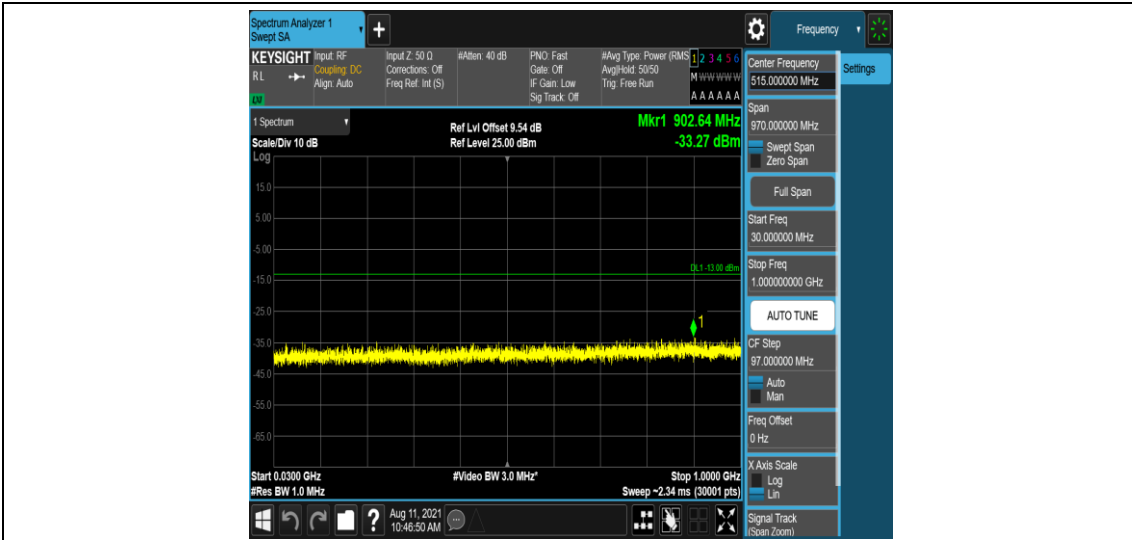 Spectrum Analyzer 1
Swept SA
+
Frequency
KEYSIGHT
RL
LXI
Input: RF
Coupling: DC
Align: Auto
Input Z: 50 Ω
Corrections: Off
Freq Ref: Int (S)
#Atten: 40 dB
PNO: Fast
Gate: Off
IF Gain: Low
Sig Track: Off
#Avg Type: Power (RMS
Avg|Hold: 50/50
Trig: Free Run
1 2 3 4 5 6
M W W W W W
A A A A A A
1 Spectrum
Scale/Div 10 dB
Log
Ref Lvl Offset 9.54 dB
Ref Level 25.00 dBm
Mkr1 902.64 MHz
-33.27 dBm
15.0
5.00
-5.00
-15.0
-25.0
-35.0
-45.0
-55.0
-65.0
DL1 -13.00 dBm
1
Start 0.0300 GHz
#Res BW 1.0 MHz
#Video BW 3.0 MHz*
Stop 1.0000 GHz
Sweep ~2.34 ms (30001 pts)
Center Frequency
515.000000 MHz
Settings
Span
970.000000 MHz
Swept Span
Zero Span
Full Span
Start Freq
30.000000 MHz
Stop Freq
1.000000000 GHz
AUTO TUNE
CF Step
97.000000 MHz
Auto
Man
Freq Offset
0 Hz
X Axis Scale
Log
Lin
Signal Track
(Span Zoom)
?
Aug 11, 2021
10:46:50 AM